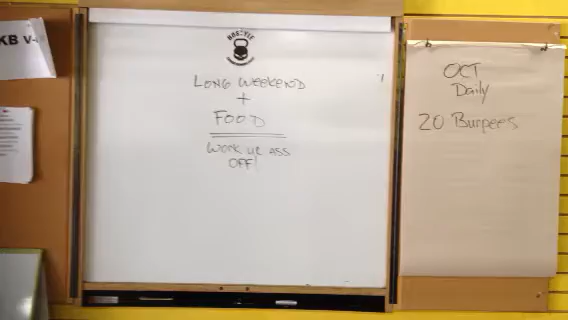 KB V-
LONG WEEKEND
+
FOOD
WORK UR ASS
OFF!
OCT
Daily
20 Burpees